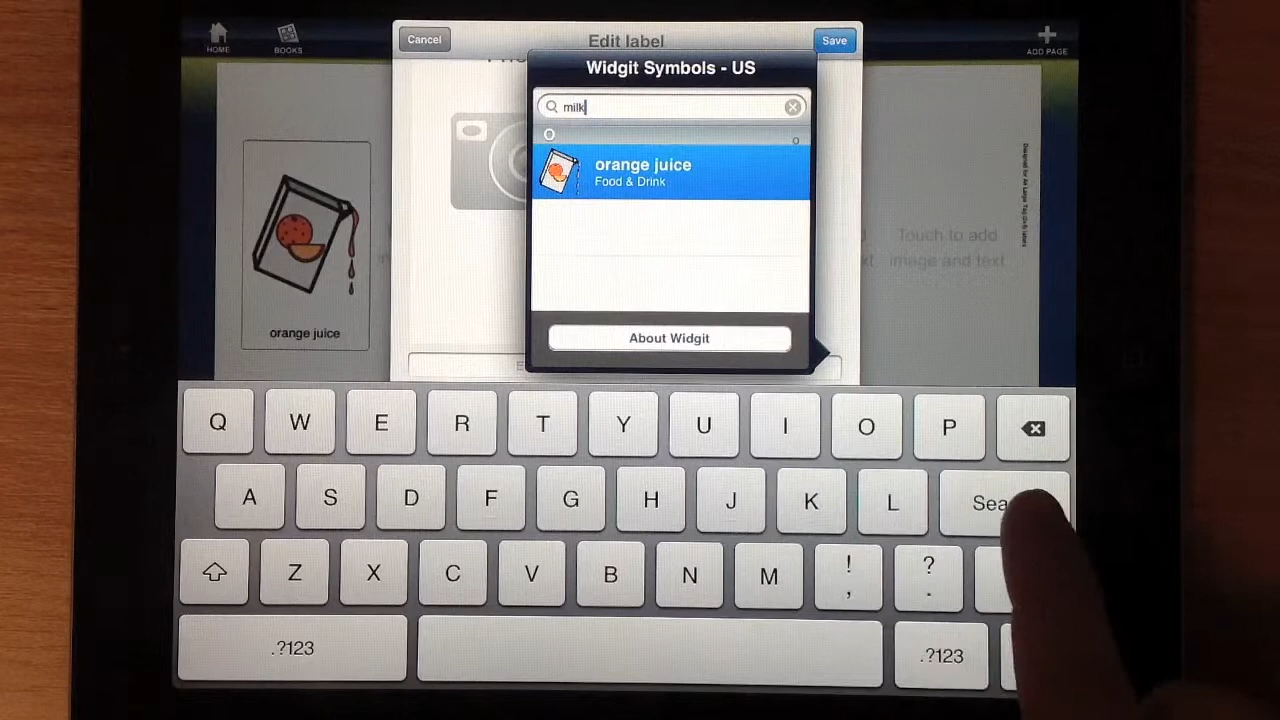 Cancel
Edit label
Save
HOME
BOOKS
ADD PAGE
Widgit Symbols - US
milk
O
o
orange juice
Food & Drink
Touch to add
image and text
orange juice
About Widgit
Q W E R T Y U I O P
A S D F G H J K L
Z X C V B N M ! , ? .
.?123
.?123